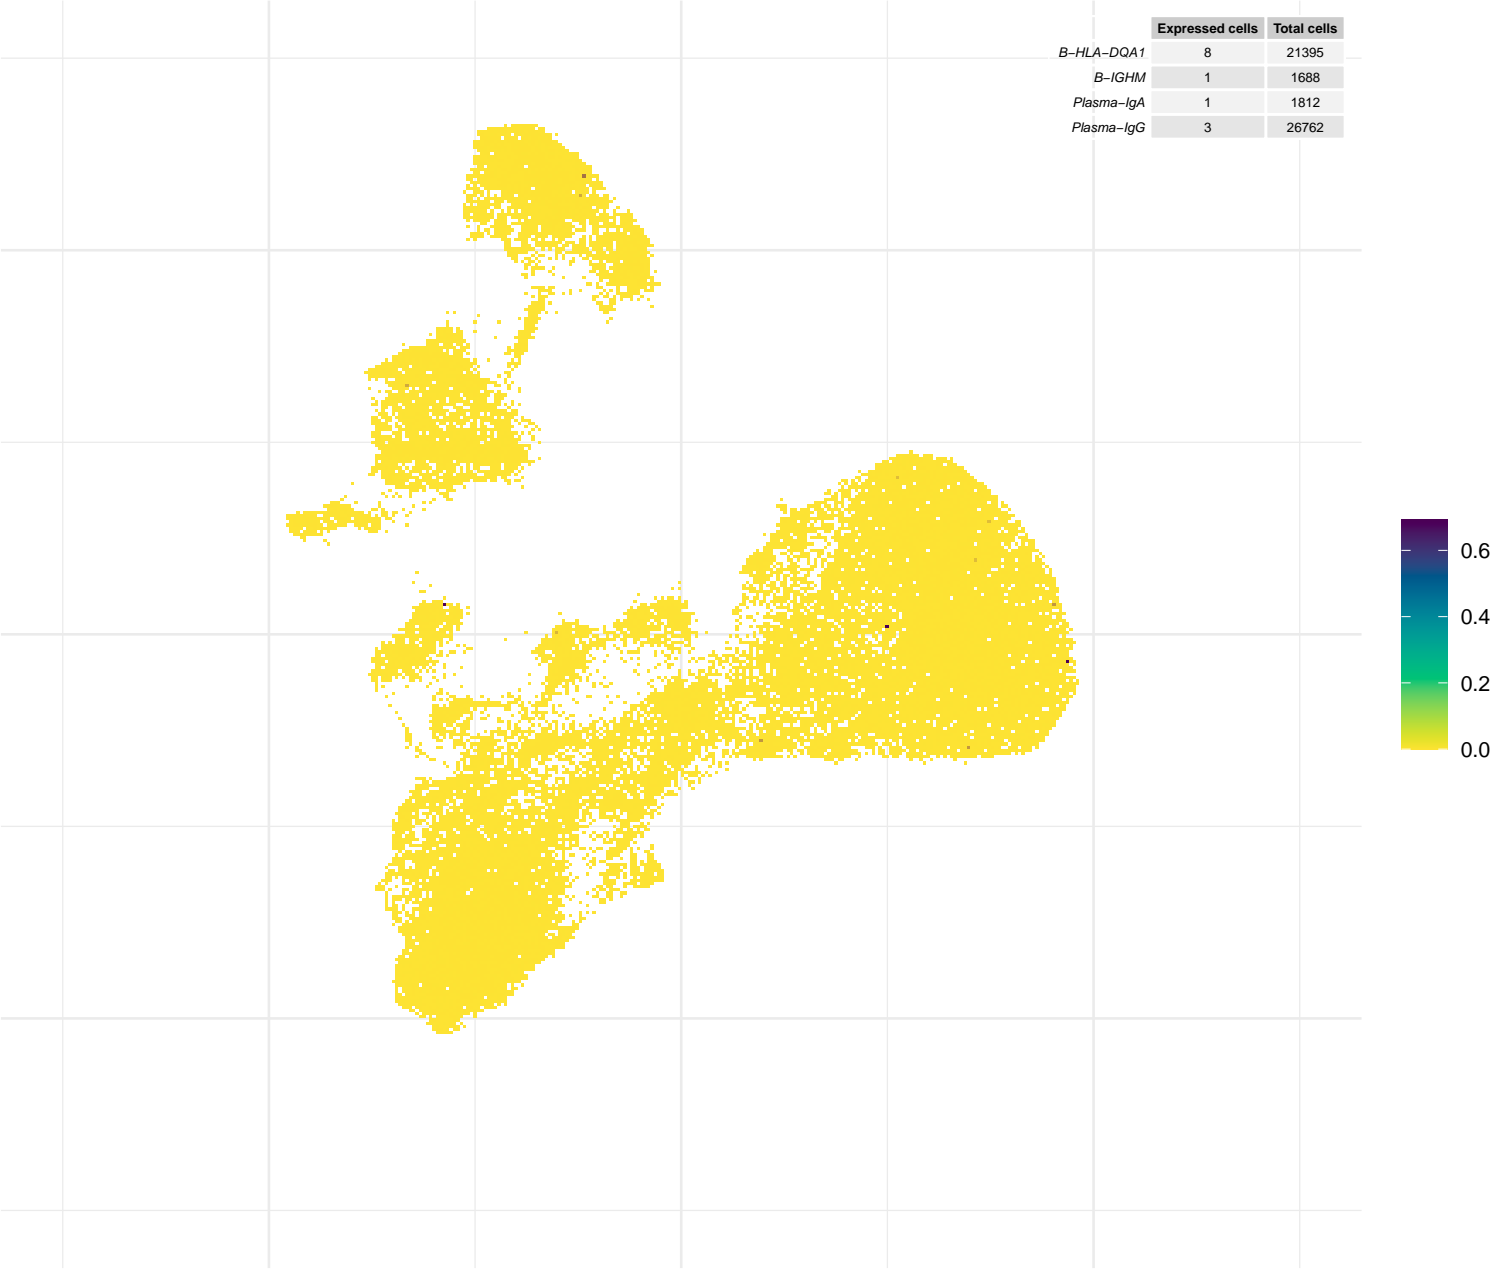 Expressed cells Total cells
B−HLA−DQA1 8 21395
B−IGHM 1 1688
Plasma−IgA 1 1812
Plasma−IgG 3 26762
0.6
0.4
0.2
0.0